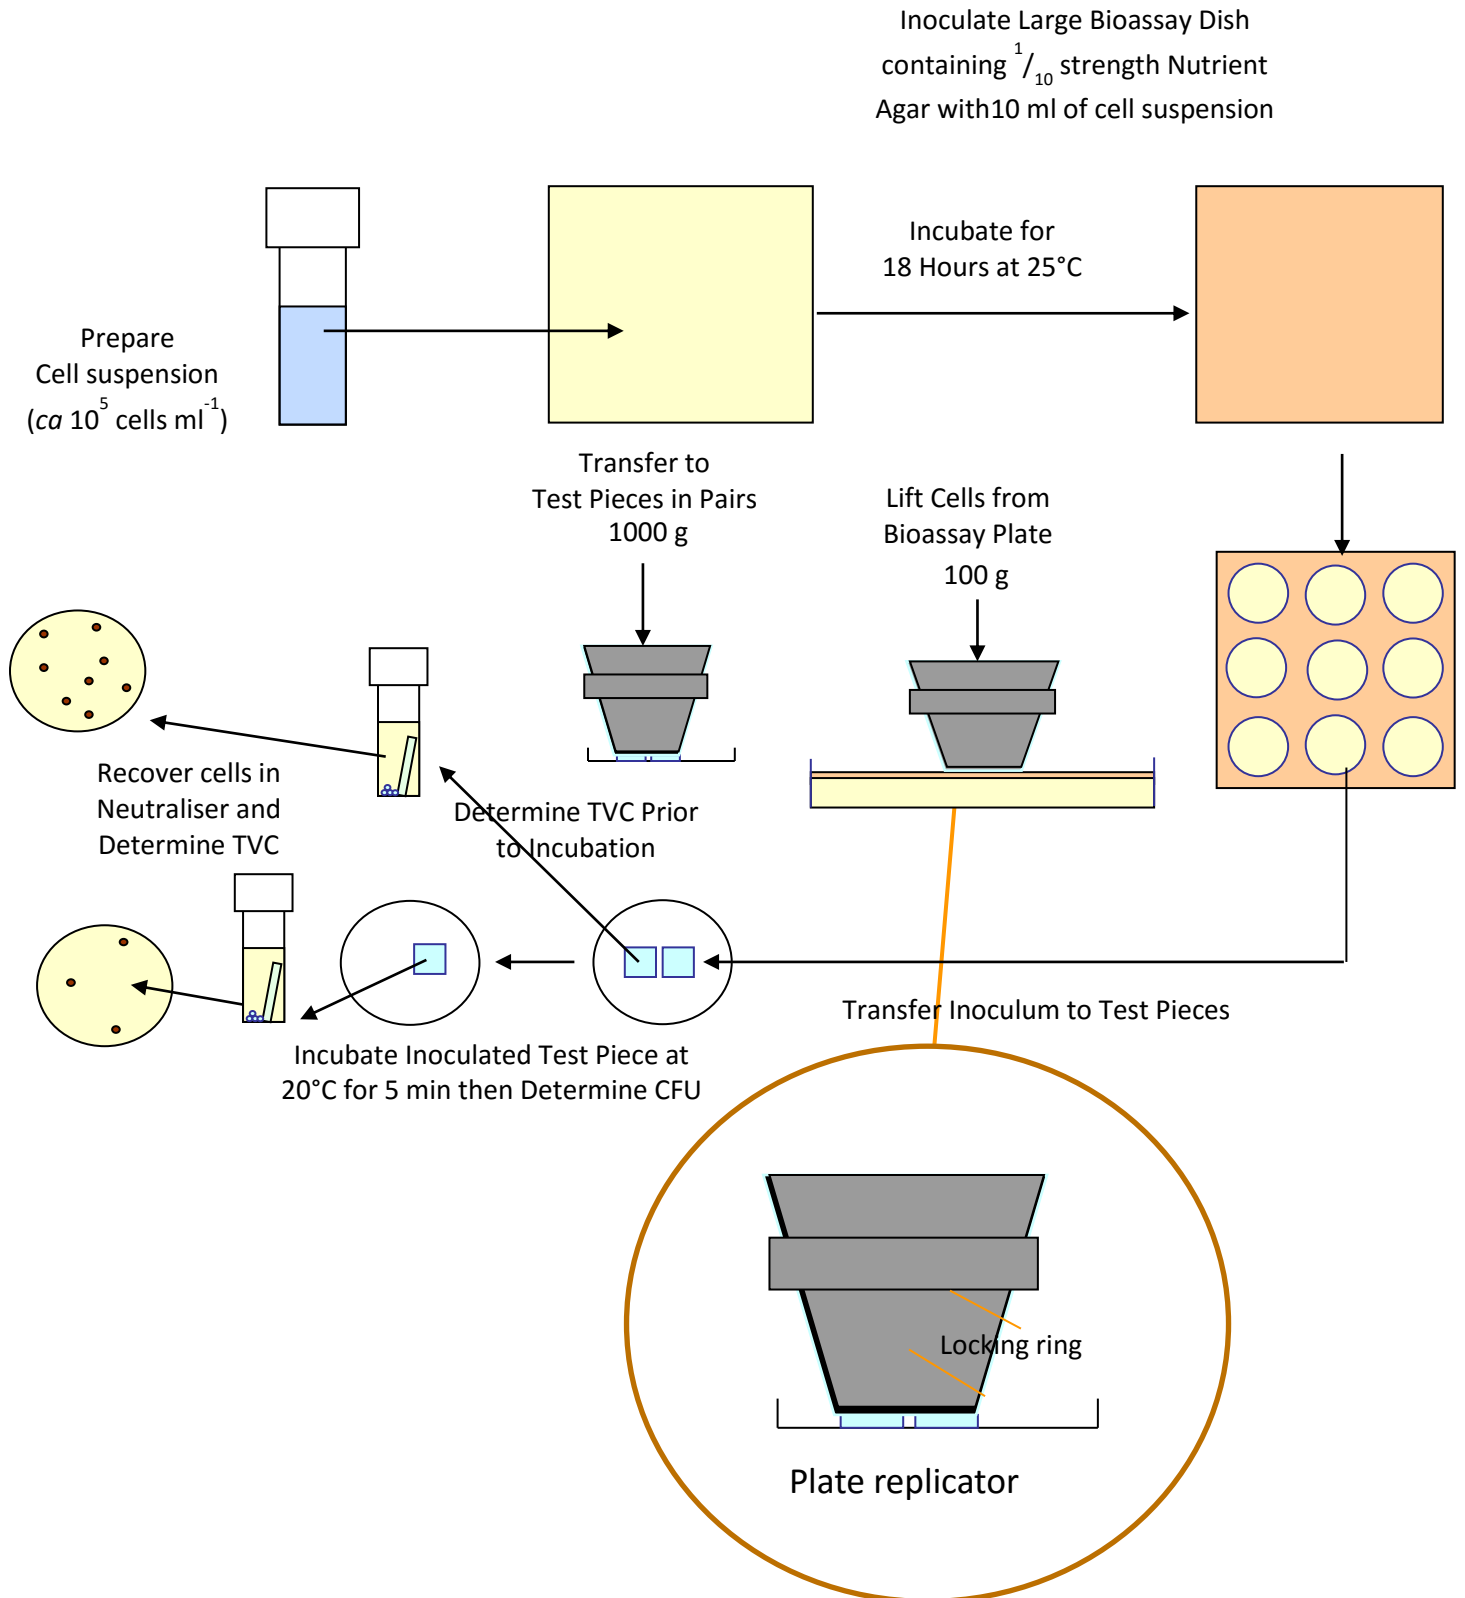 Inoculate Large Bioassay Dish
containing 1/10 strength Nutrient
Agar with10 ml of cell suspension
Incubate for
18 Hours at 25°C
Prepare
Cell suspension
(ca 10⁵ cells ml⁻¹)
Transfer to
Test Pieces in Pairs
1000 g
Lift Cells from
Bioassay Plate
100 g
Recover cells in
Neutraliser and
Determine TVC
Determine TVC Prior
to Incubation
Transfer Inoculum to Test Pieces
Incubate Inoculated Test Piece at
20°C for 5 min then Determine CFU
Locking ring
Plate replicator